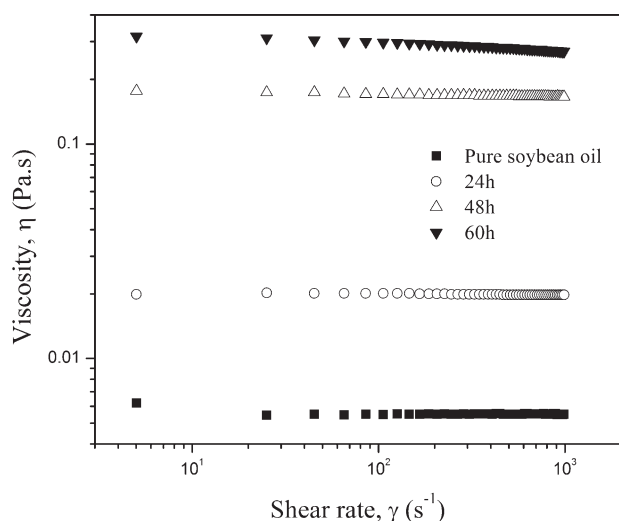 Viscosity, η (Pa.s)
0.1
0.01
Pure soybean oil
24h
48h
60h
10¹
10²
10³
Shear rate, γ (s⁻¹)